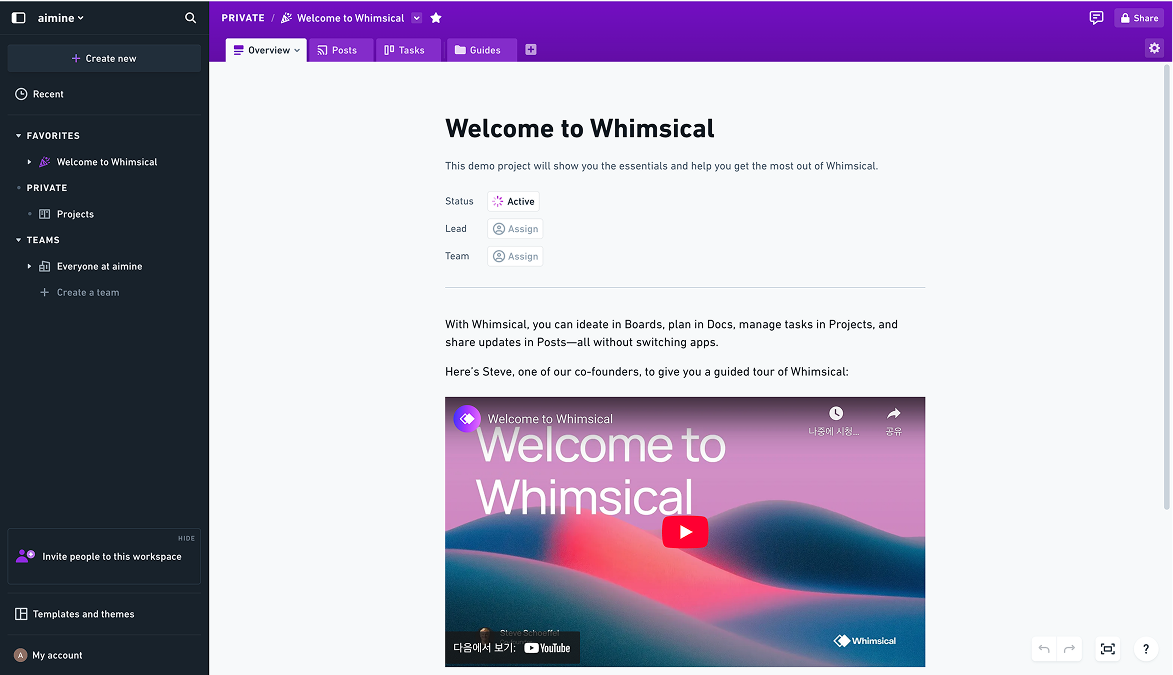 aimine
PRIVATE / Welcome to Whimsical
Share
Create new
Overview
Posts
Tasks
Guides
Recent
FAVORITES
Welcome to Whimsical
PRIVATE
Projects
TEAMS
Everyone at aimine
Create a team
HIDE
Invite people to this workspace
Templates and themes
A
My account
Welcome to Whimsical
This demo project will show you the essentials and help you get the most out of Whimsical.
Status
Active
Lead
Assign
Team
Assign
With Whimsical, you can ideate in Boards, plan in Docs, manage tasks in Projects, and
share updates in Posts—all without switching apps.
Here's Steve, one of our co-founders, to give you a guided tour of Whimsical:
Welcome to Whimsical
나중에 시청...
공유
Welcome to
Whimsical
Steve Schoeffel
다음에서 보기: YouTube
Whimsical
?